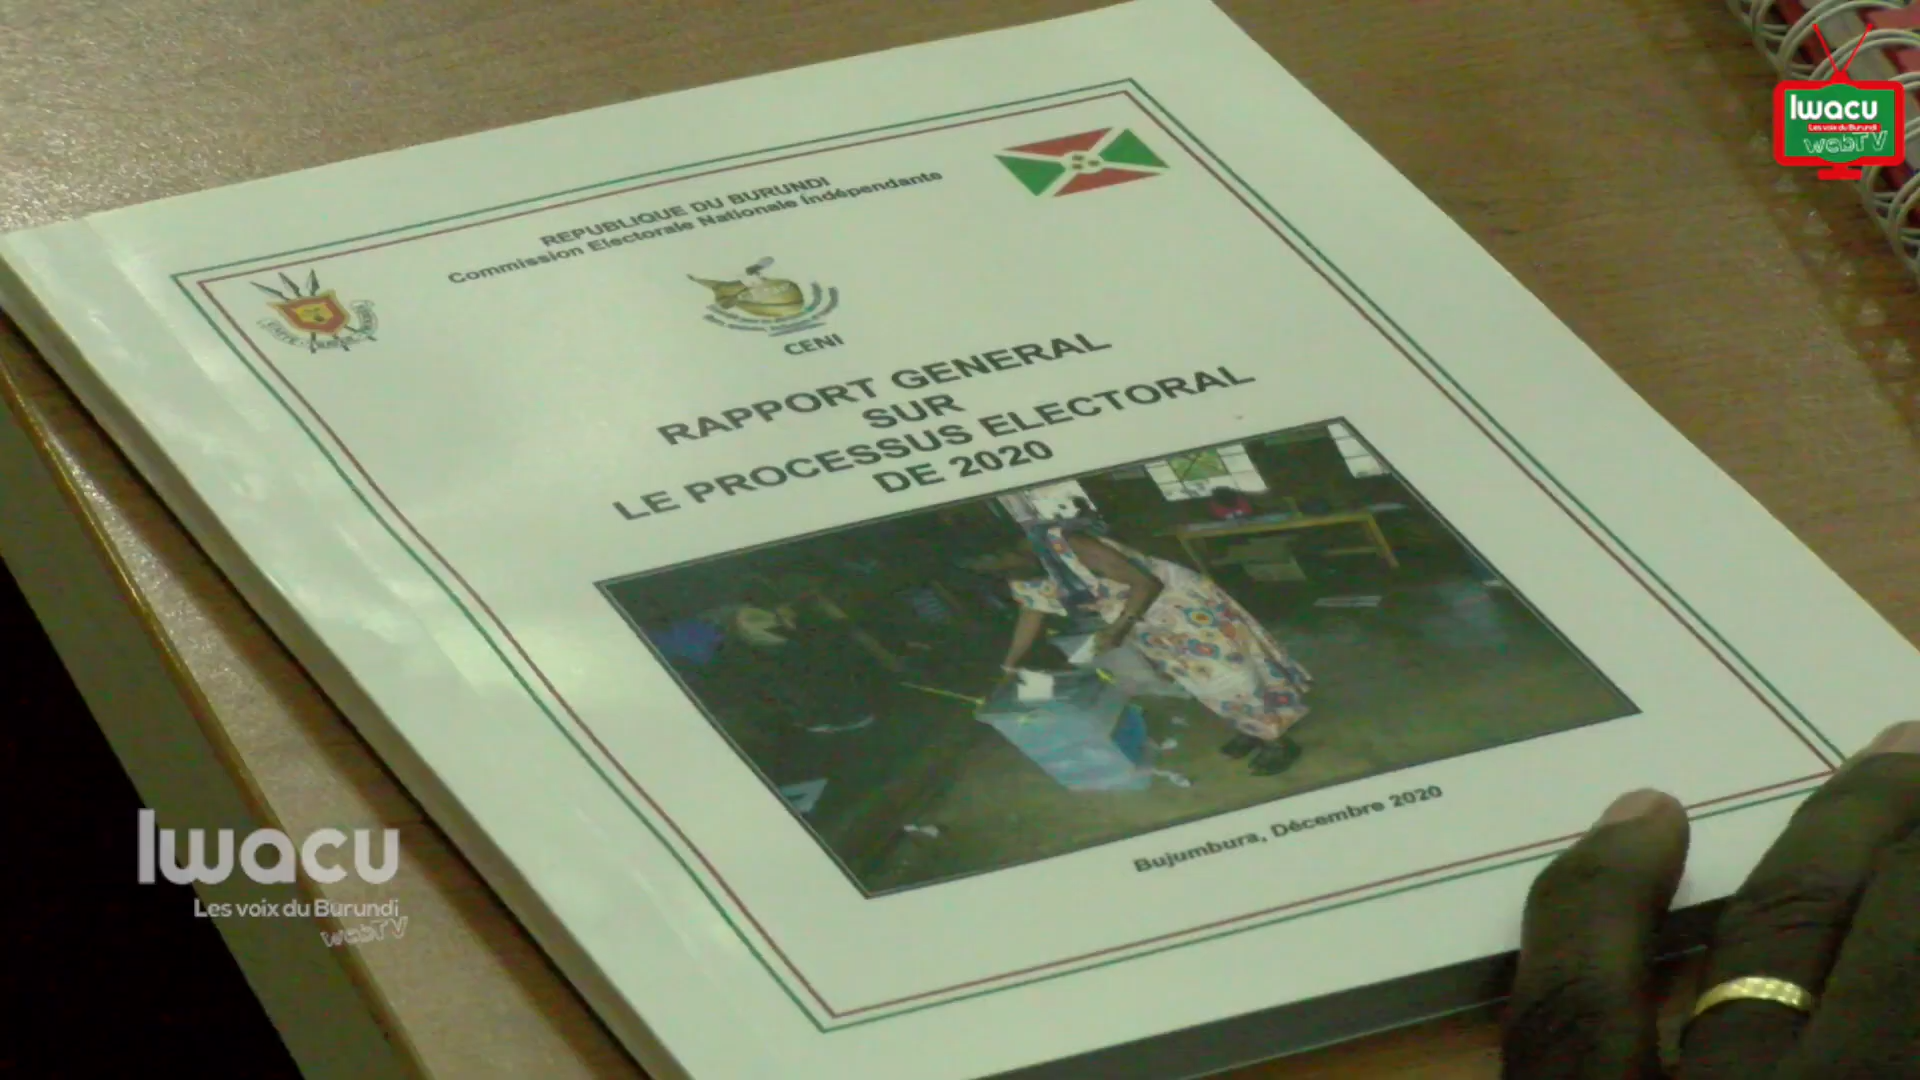 REPUBLIQUE DU BURUNDI
Commission Electorale Nationale Indépendante
CENI
RAPPORT GENERAL
SUR
LE PROCESSUS ELECTORAL
DE 2020
Bujumbura, Décembre 2020
Iwacu
Les voix du Burundi
webTV
Iwacu
Les voix du Burundi
webTV